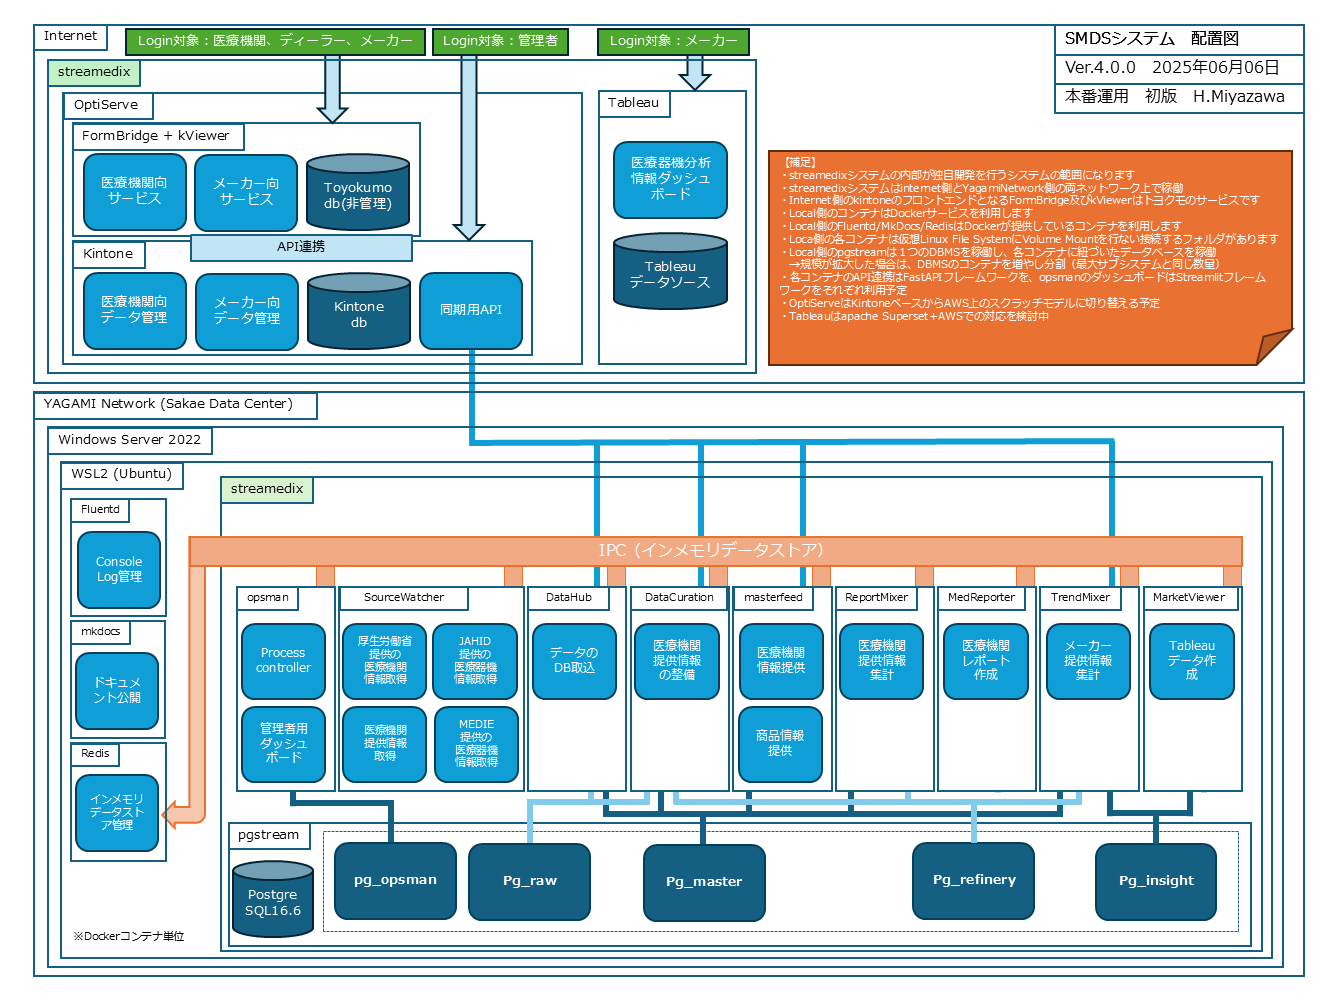 Internet
Login対象：医療機関、ディーラー、メーカー
Login対象：管理者
Login対象：メーカー
SMDSシステム　配置図
Ver.4.0.0　2025年06月06日
本番運用　初版　H.Miyazawa
streamedix
OptiServe
FormBridge + kViewer
医療機関向
サービス
メーカー向
サービス
Toyokumo
db(非管理)
API連携
Kintone
医療機関向
データ管理
メーカー向
データ管理
Kintone
db
同期用API
Tableau
医療器機分析
情報ダッシュ
ボード
Tableau
データソース
【補足】
・streamedixシステムの内部が独自開発を行うシステムの範囲になります
・streamedixシステムはinternet側とYagamiNetwork側の両ネットワーク上で稼働
・Internet側のkintoneのフロントエンドとなるFormBridge及びkViewerはトヨクモのサービスです
・Local側のコンテナはDockerサービスを利用します
・Local側のFluentd/MkDocs/RedisはDockerが提供しているコンテナを利用します
・Loca側の各コンテナは仮想Linux File SystemにVolume Mountを行ない接続するフォルダがあります
・Local側のpgstreamは１つのDBMSを稼働し、各コンテナに紐づいたデータベースを稼働
→規模が拡大した場合は、DBMSのコンテナを増やし分割（最大サブシステムと同じ数量）
・各コンテナのAPI連携はFastAPIフレームワークを、opsmanのダッシュボードはStreamlitフレーム
ワークをそれぞれ利用予定
・OptiServeはKintoneベースからAWS上のスクラッチモデルに切り替える予定
・Tableauはapache Superset+AWSでの対応を検討中
YAGAMI Network (Sakae Data Center)
Windows Server 2022
WSL2 (Ubuntu)
streamedix
Fluentd
Console
Log管理
mkdocs
ドキュメ
ント公開
Redis
インメモリ
データスト
ア管理
※Dockerコンテナ単位
IPC（インメモリデータストア）
opsman
Process
controller
管理者用
ダッシュ
ボード
SourceWatcher
厚生労働省
提供の
医療機関
情報取得
JAHID
提供の
医療器機
情報取得
医療機関
提供情報
取得
MEDIE
提供の
医療器機
情報取得
DataHub
データの
DB取込
DataCuration
医療機関
提供情報
の整備
masterfeed
医療機関
情報提供
商品情報
提供
ReportMixer
医療機関
提供情報
集計
MedReporter
医療機関
レポート
作成
TrendMixer
メーカー
提供情報
集計
MarketViewer
Tableau
データ作
成
pgstream
Postgre
SQL16.6
pg_opsman
Pg_raw
Pg_master
Pg_refinery
Pg_insight